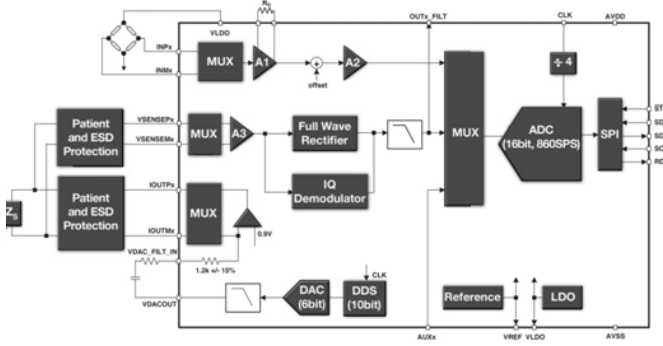 RG
OUTx_FILT
CLK
AVDD
VLDO
INPx
INMx
MUX
A1
offset
A2
÷ 4
Patient
and ESD
Protection
VSENSEPx
VSENSEMx
MUX
A3
Full Wave
Rectifier
IQ
Demodulator
MUX
ADC
(16bit, 860SPS)
SPI
Patient
and ESD
Protection
IOUTPx
IOUTMx
MUX
0.9V
VDAC_FILT_IN
1.2k +/- 15%
VDACOUT
DAC
(6bit)
CLK
DDS
(10bit)
Reference
LDO
AUXx
VREF
VLDO
AVSS